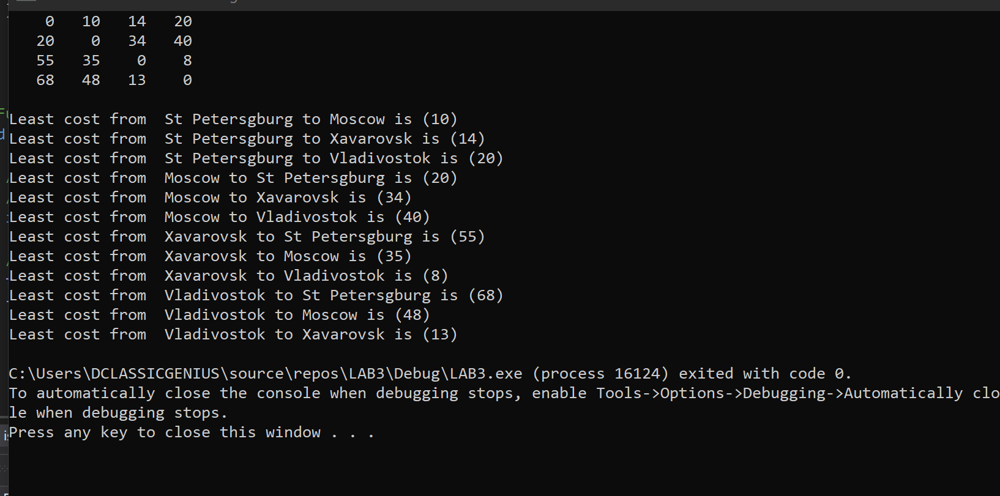 0 10 14 20
20 0 34 40
55 35 0 8
68 48 13 0
Least cost from  St Petersgburg to Moscow is (10)
Least cost from  St Petersgburg to Xavarovsk is (14)
Least cost from  St Petersgburg to Vladivostok is (20)
Least cost from  Moscow to St Petersgburg is (20)
Least cost from  Moscow to Xavarovsk is (34)
Least cost from  Moscow to Vladivostok is (40)
Least cost from  Xavarovsk to St Petersgburg is (55)
Least cost from  Xavarovsk to Moscow is (35)
Least cost from  Xavarovsk to Vladivostok is (8)
Least cost from  Vladivostok to St Petersgburg is (68)
Least cost from  Vladivostok to Moscow is (48)
Least cost from  Vladivostok to Xavarovsk is (13)
C:\Users\DCLASSICGENIUS\source\repos\LAB3\Debug\LAB3.exe (process 16124) exited with code 0.
To automatically close the console when debugging stops, enable Tools->Options->Debugging->Automatically clo
le when debugging stops.
Press any key to close this window . . .